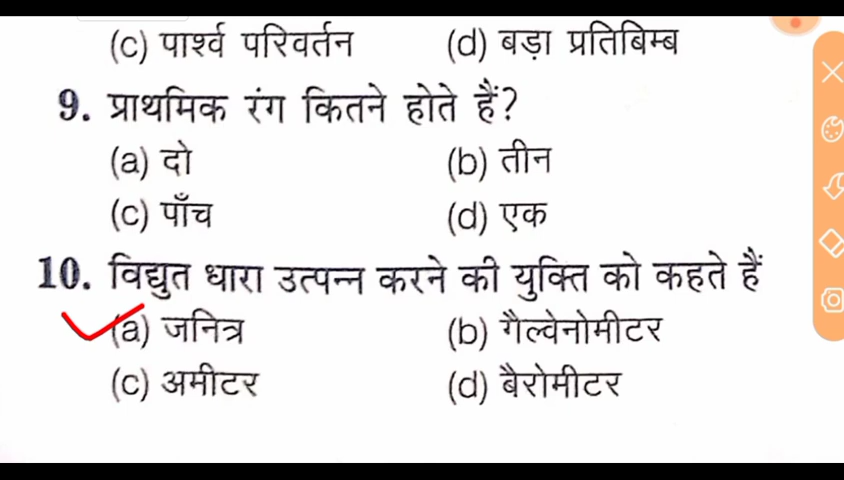 (c) पार्श्व परिवर्तन (d) बड़ा प्रतिबिम्ब
9. प्राथमिक रंग कितने होते हैं?
(a) दो (b) तीन
(c) पाँच (d) एक
10. विद्युत धारा उत्पन्न करने की युक्ति को कहते हैं
(a) जनित्र (b) गैल्वेनोमीटर
(c) अमीटर (d) बैरोमीटर